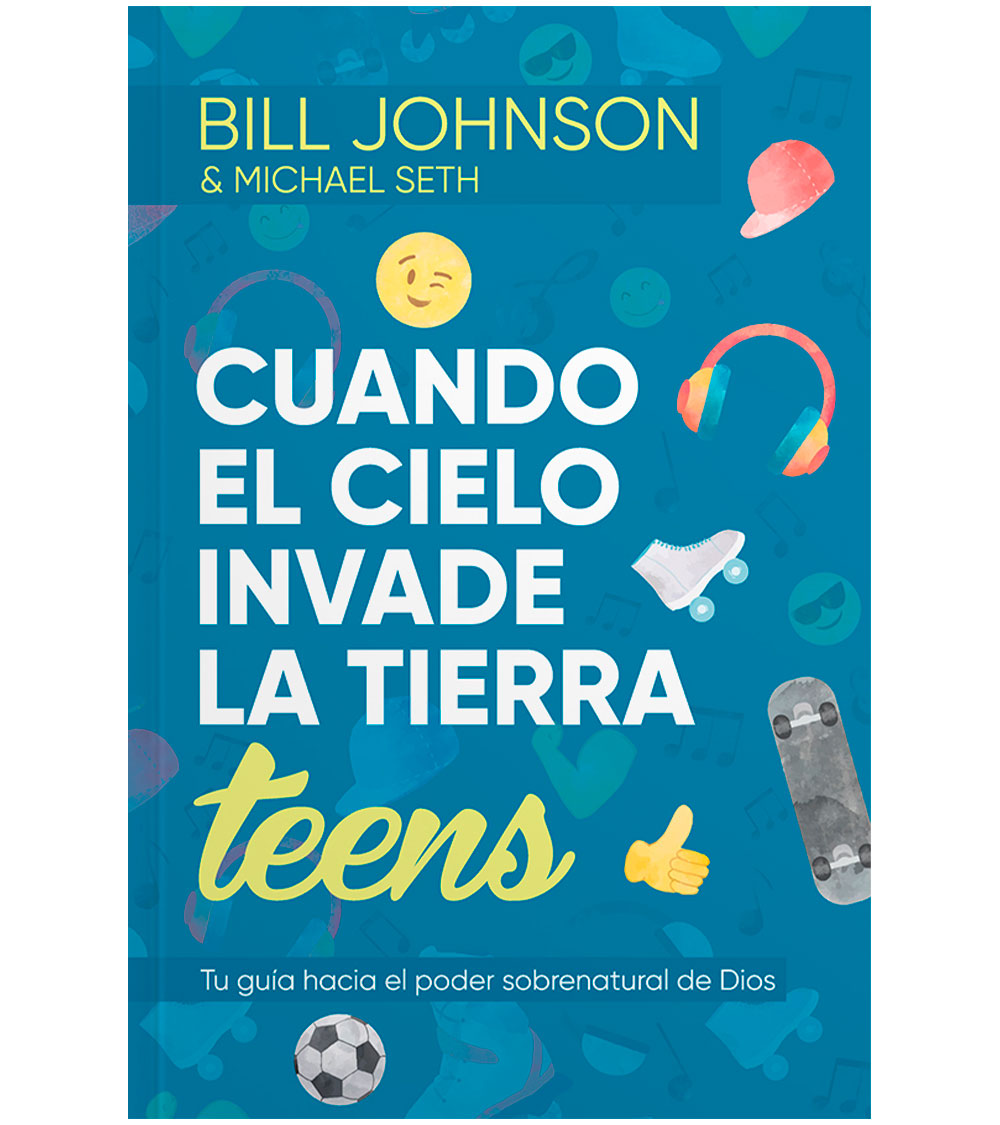 BILL JOHNSON
& MICHAEL SETH
CUANDO
EL CIELO
INVADE
LA TIERRA
teens
Tu guía hacia el poder sobrenatural de Dios